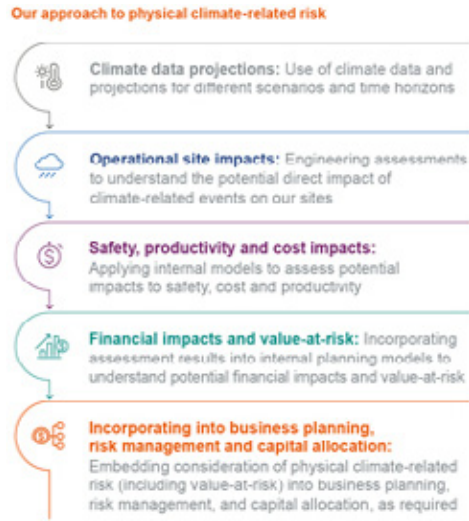 Our approach to physical climate-related risk
Climate data projections: Use of climate data and
projections for different scenarios and time horizons
Operational site impacts: Engineering assessments
to understand the potential direct impact of
climate-related events on our sites
Safety, productivity and cost impacts:
Applying internal models to assess potential
impacts to safety, cost and productivity
Financial impacts and value-at-risk: Incorporating
assessment results into internal planning models to
understand potential financial impacts and value-at-risk
Incorporating into business planning,
risk management and capital allocation:
Embedding consideration of physical climate-related
risk (including value-at-risk) into business planning,
risk management, and capital allocation, as required